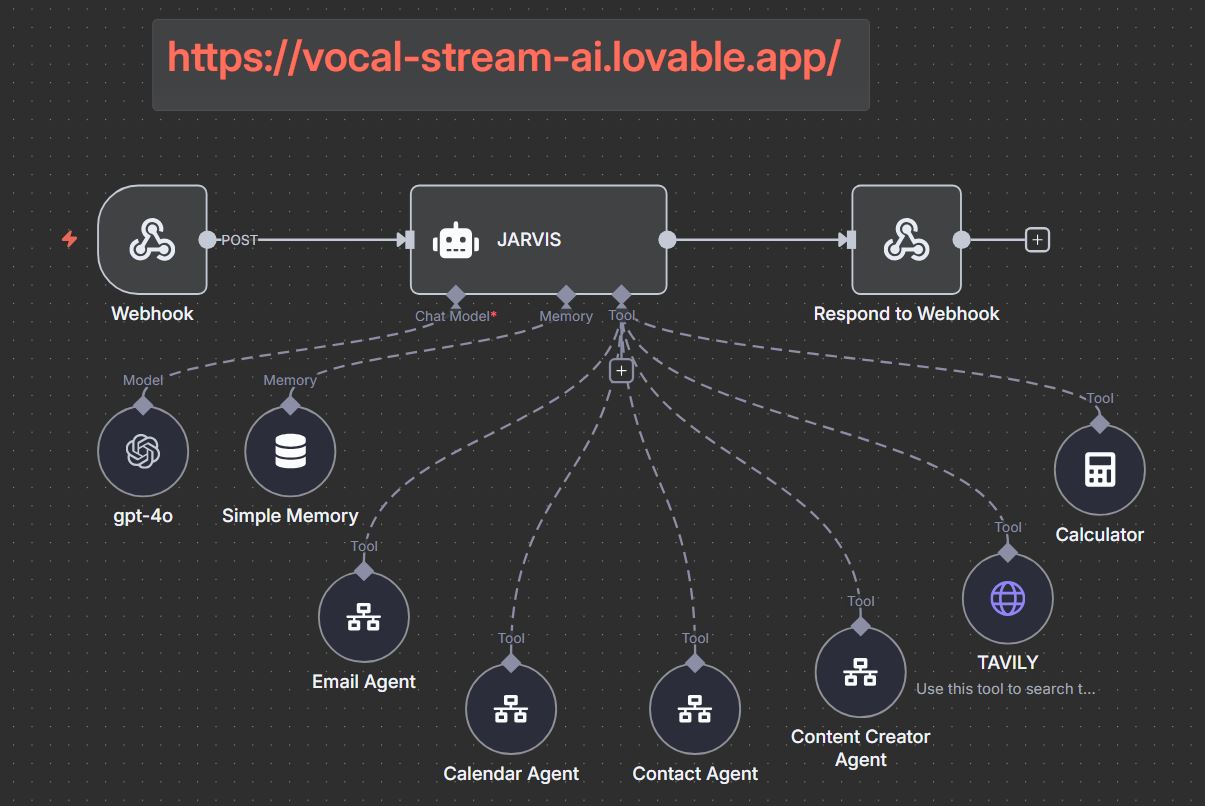 https://vocal-stream-ai.lovable.app/
POST
JARVIS
Webhook
Respond to Webhook
Chat Model*
Memory
Tool
Model
Memory
Tool
gpt-4o
Simple Memory
Calculator
Tool
Tool
Email Agent
Tool
Tool
Tool
TAVILY
Use this tool to search t...
Content Creator
Agent
Calendar Agent
Contact Agent